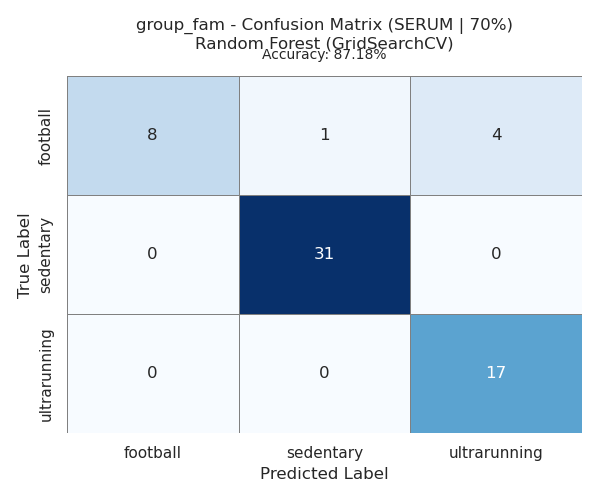 group_fam - Confusion Matrix (SERUM | 70%)
Random Forest (GridSearchCV)
Accuracy: 87.18%
True Label
football
8 1 4
sedentary
0 31 0
ultrarunning
0 0 17
football sedentary ultrarunning
Predicted Label